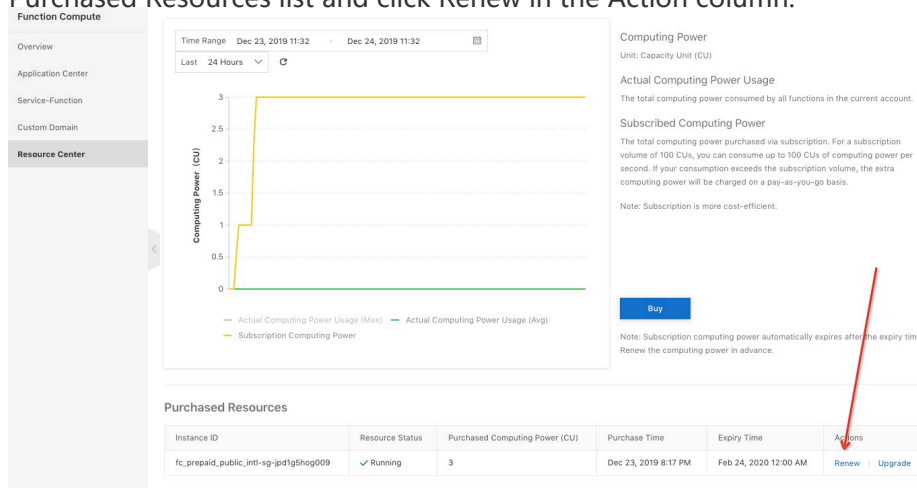 Purchased Resources list and click Renew in the Action column.
Function Compute
Overview
Application Center
Service-Function
Custom Domain
Resource Center
Time Range Dec 23, 2019 11:32 - Dec 24, 2019 11:32
Last 24 Hours
Computing Power (CU)
3
2.5
2
1.5
1
0.5
0
Actual Computing Power Usage (Max) Actual Computing Power Usage (Avg)
Subscription Computing Power
Computing Power
Unit: Capacity Unit (CU)
Actual Computing Power Usage
The total computing power consumed by all functions in the current account.
Subscribed Computing Power
The total computing power purchased via subscription. For a subscription
volume of 100 CUs, you can consume up to 100 CUs of computing power per
second. If your consumption exceeds the subscription volume, the extra
computing power will be charged on a pay-as-you-go basis.
Note: Subscription is more cost-efficient.
Buy
Note: Subscription computing power automatically expires after the expiry tim
Renew the computing power in advance.
Purchased Resources
Instance ID Resource Status Purchased Computing Power (CU) Purchase Time Expiry Time Actions
fc_prepaid_public_intl-sg-jpd1g5hog009 Running 3 Dec 23, 2019 8:17 PM Feb 24, 2020 12:00 AM Renew | Upgrade